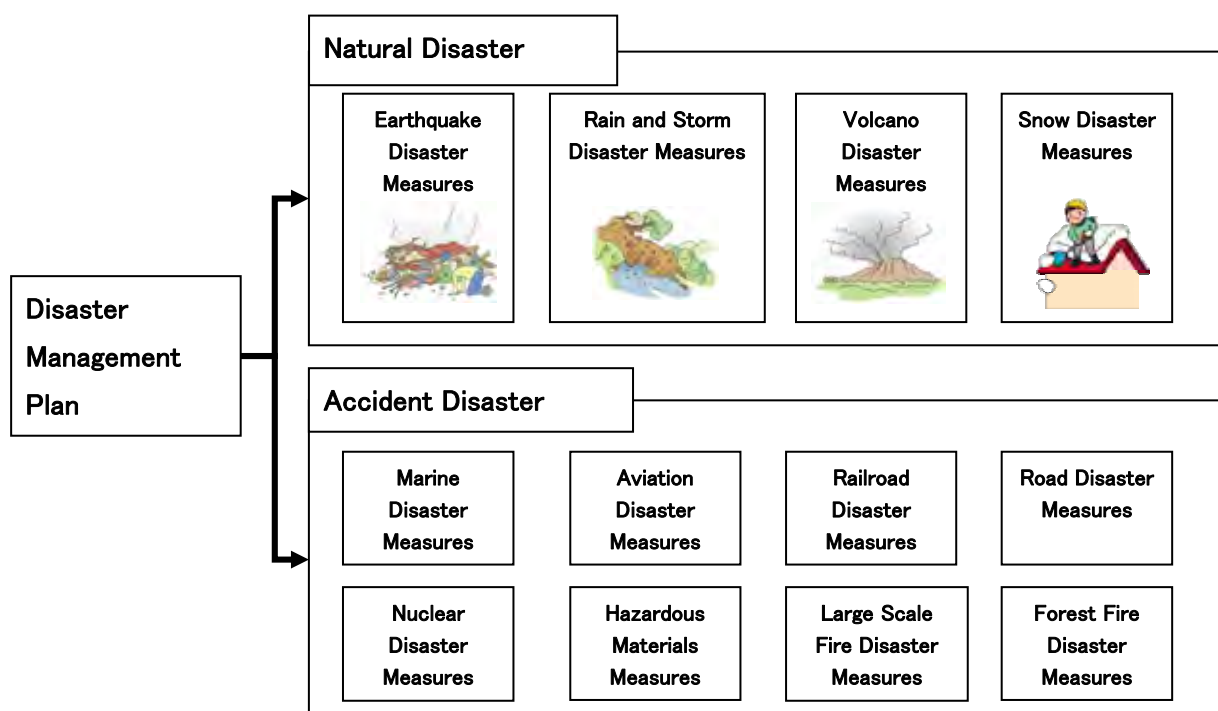 Disaster
Management
Plan
Natural Disaster
Earthquake
Disaster
Measures
Rain and Storm
Disaster Measures
Volcano
Disaster
Measures
Snow Disaster
Measures
Accident Disaster
Marine
Disaster
Measures
Aviation
Disaster
Measures
Railroad
Disaster
Measures
Road Disaster
Measures
Nuclear
Disaster
Measures
Hazardous
Materials
Measures
Large Scale
Fire Disaster
Measures
Forest Fire
Disaster
Measures